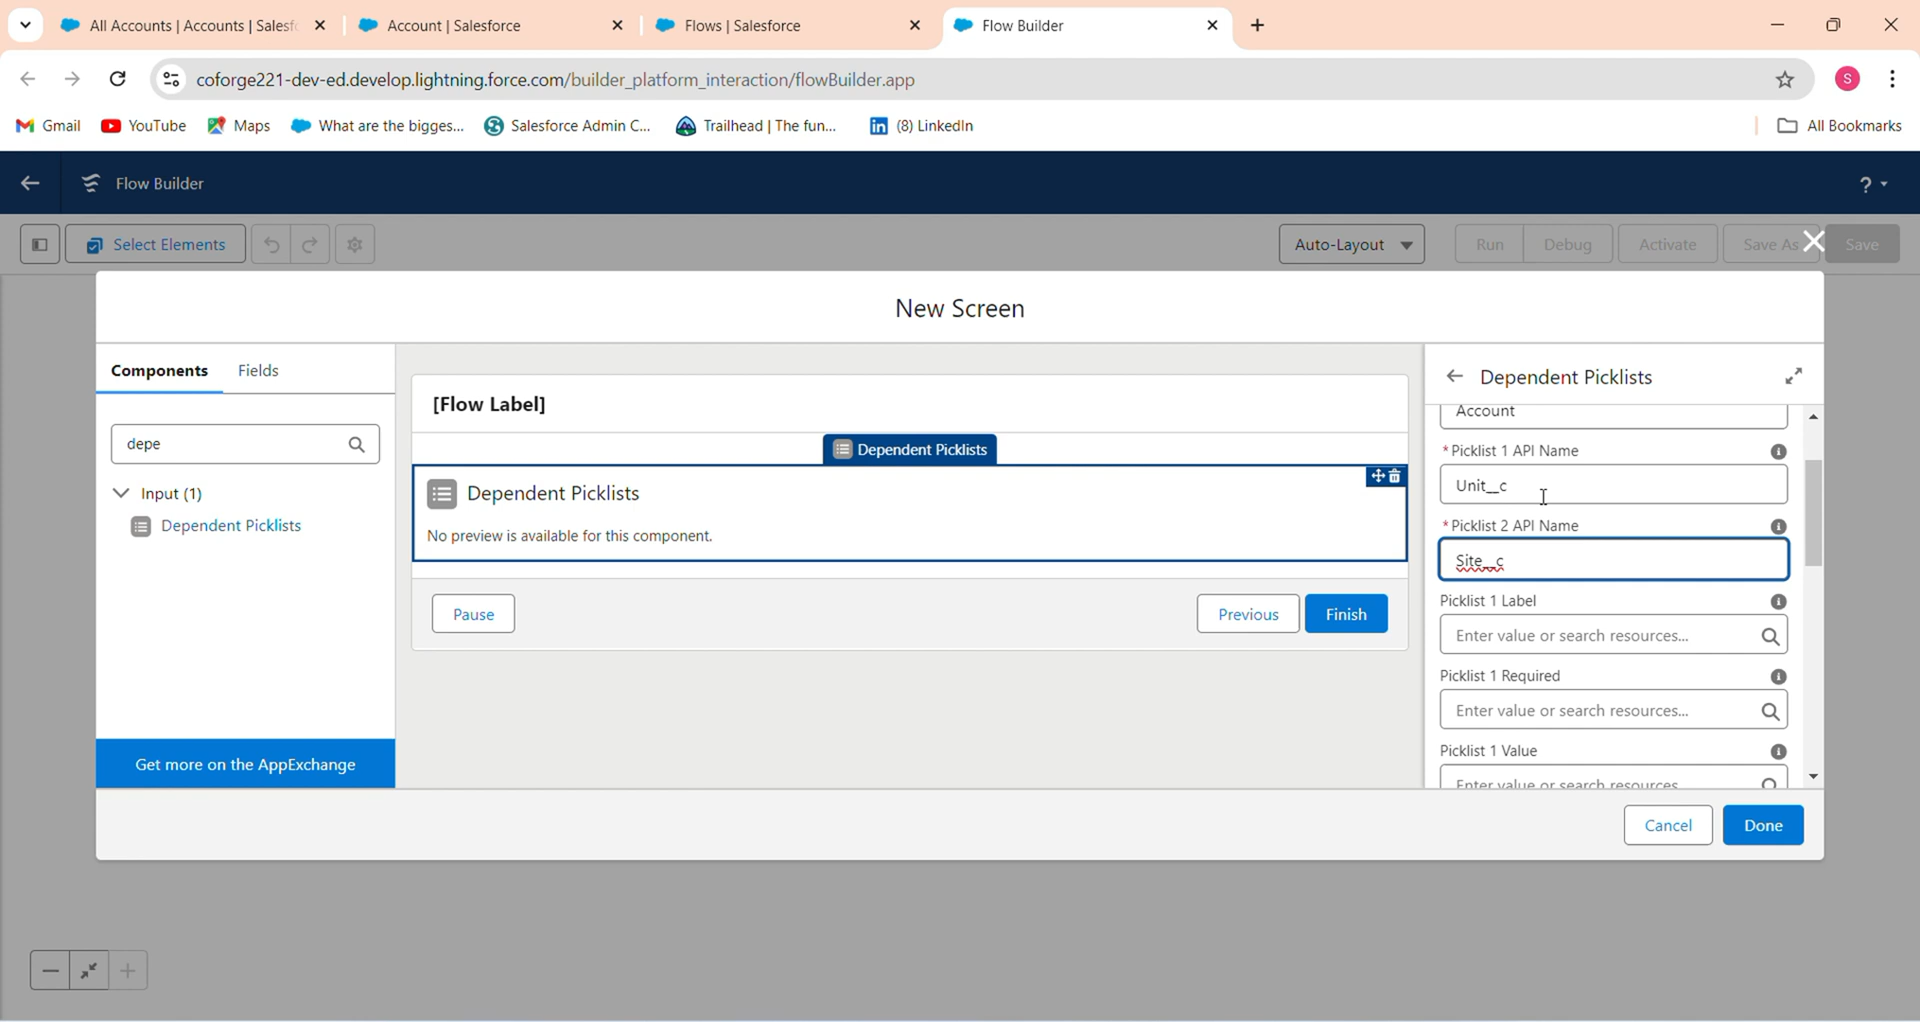 All Accounts | Accounts | Salesf
Account | Salesforce
Flows | Salesforce
Flow Builder
coforge221-dev-ed.develop.lightning.force.com/builder_platform_interaction/flowBuilder.app
S
Gmail
YouTube
Maps
What are the bigges...
Salesforce Admin C...
Trailhead | The fun...
(8) LinkedIn
All Bookmarks
Flow Builder
?
Select Elements
Auto-Layout
Run
Debug
Activate
Save As
Save
New Screen
Components
Fields
depe
Input (1)
Dependent Picklists
Get more on the AppExchange
[Flow Label]
Dependent Picklists
Dependent Picklists
No preview is available for this component.
Pause
Previous
Finish
Dependent Picklists
Account
* Picklist 1 API Name
Unit__c
* Picklist 2 API Name
Site__c
Picklist 1 Label
Enter value or search resources...
Picklist 1 Required
Enter value or search resources...
Picklist 1 Value
Enter value or search resources...
Cancel
Done